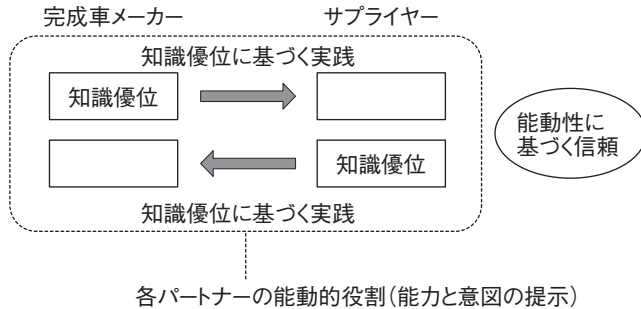 完成車メーカー
サプライヤー
知識優位に基づく実践
知識優位
知識優位
知識優位に基づく実践
能動性に
基づく信頼
各パートナーの能動的役割（能力と意図の提示）